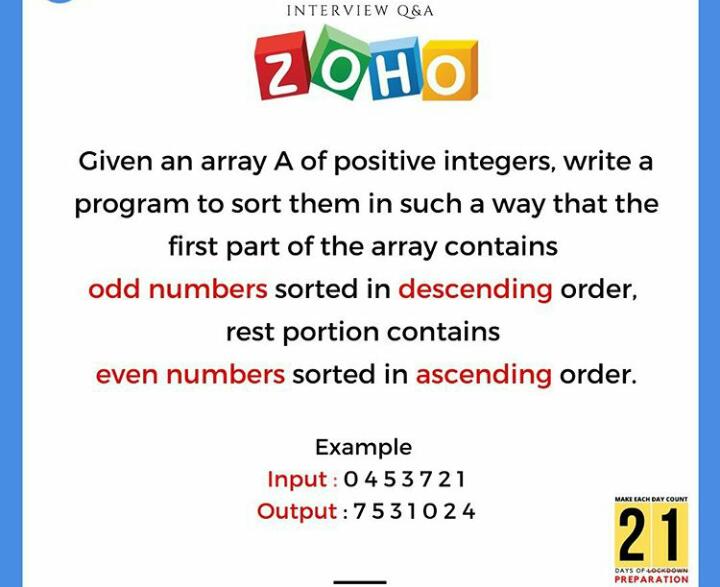 INTERVIEW Q&A
ZOHO
Given an array A of positive integers, write a
program to sort them in such a way that the
first part of the array contains
odd numbers sorted in descending order,
rest portion contains
even numbers sorted in ascending order.
Example
Input : 0 4 5 3 7 2 1
Output : 7 5 3 1 0 2 4
MAKE EACH DAY COUNT
21
DAYS OF LOCKDOWN
PREPARATION